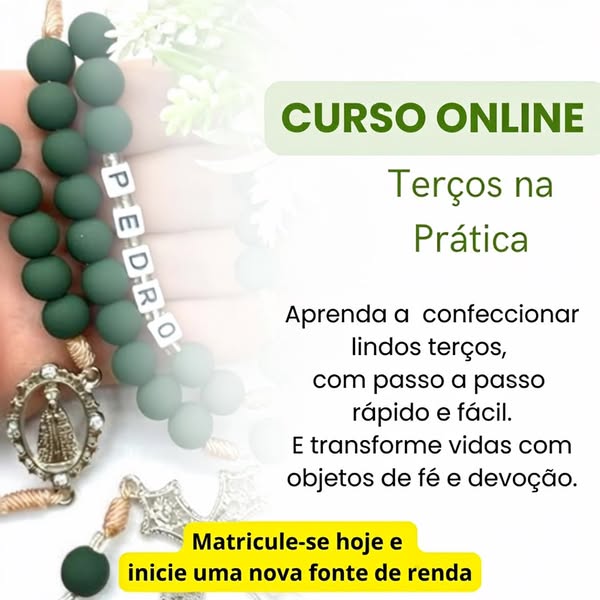 PEDRO
CURSO ONLINE
Terços na
Prática
Aprenda a confeccionar
lindos terços,
com passo a passo
rápido e fácil.
E transforme vidas com
objetos de fé e devoção.
Matricule-se hoje e
inicie uma nova fonte de renda